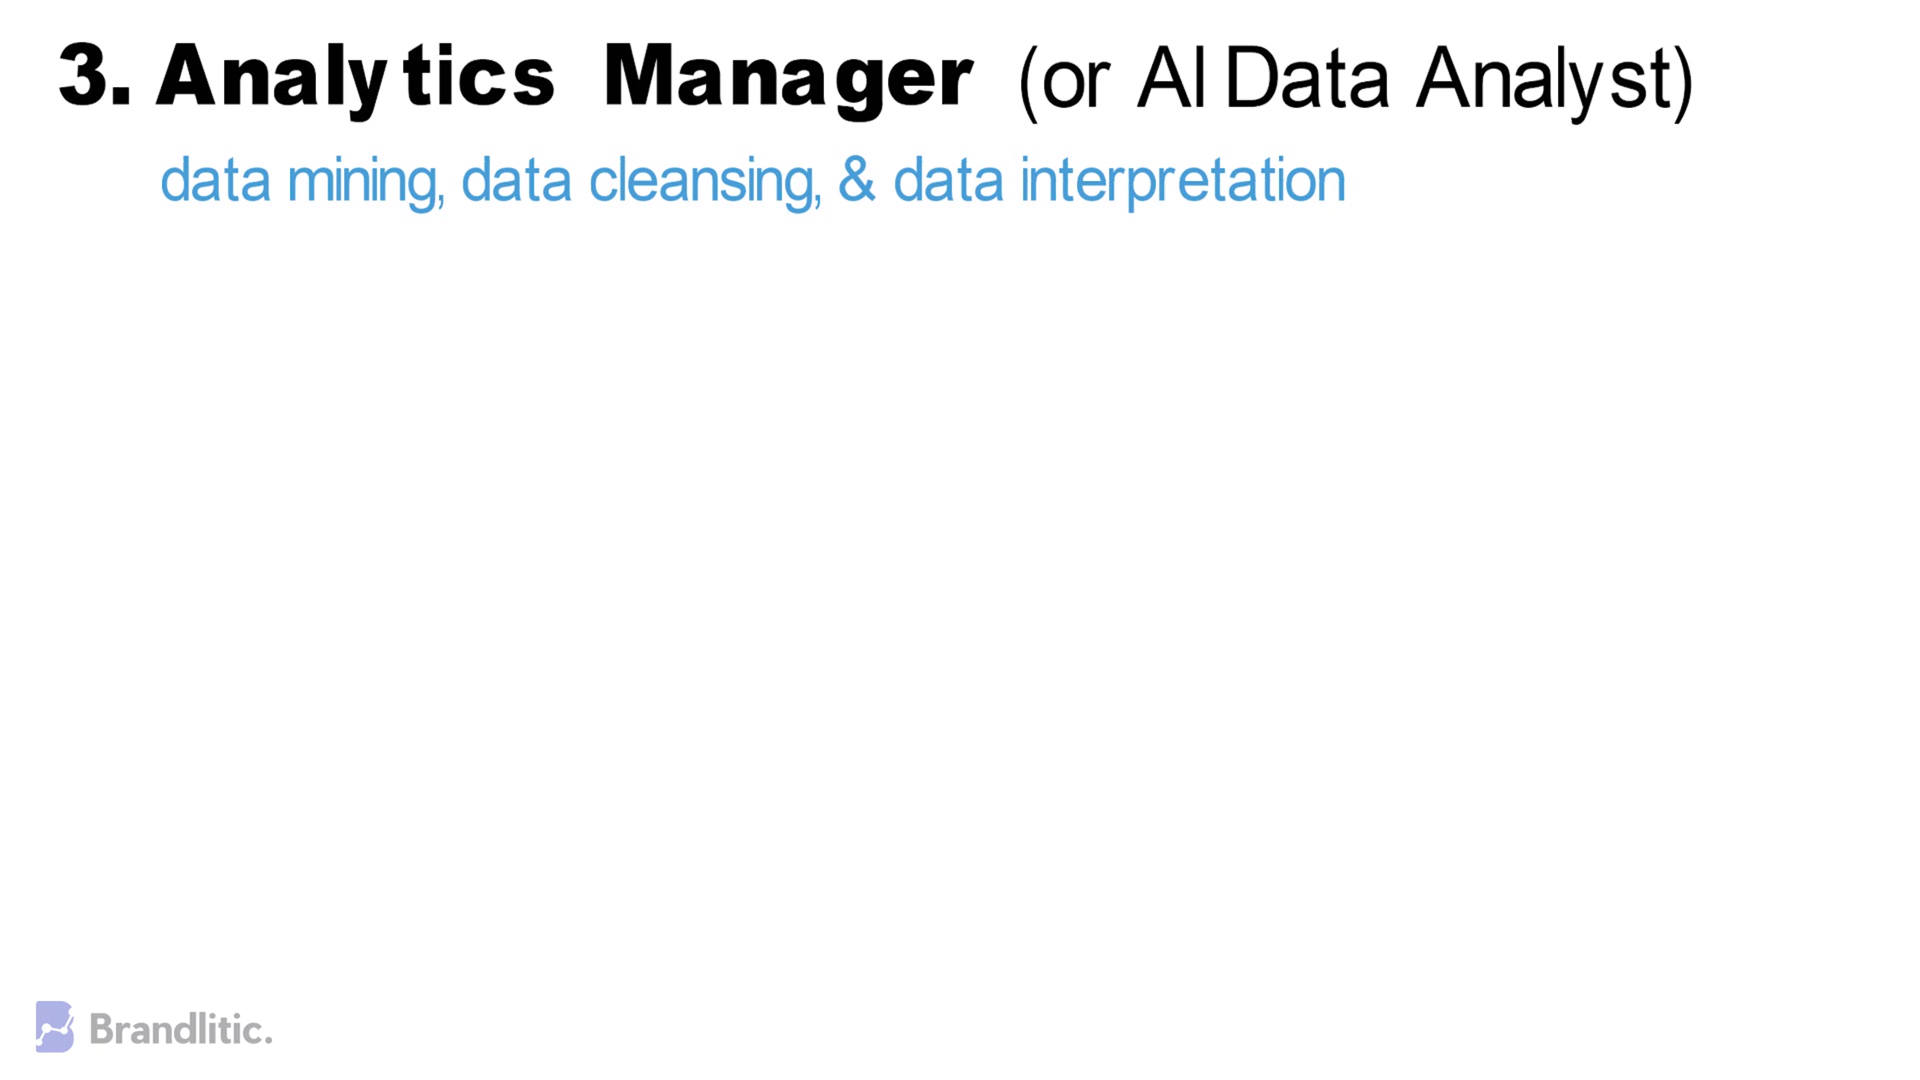 3. Analytics Manager (or AI Data Analyst)
data mining, data cleansing, & data interpretation
Brandlitic.